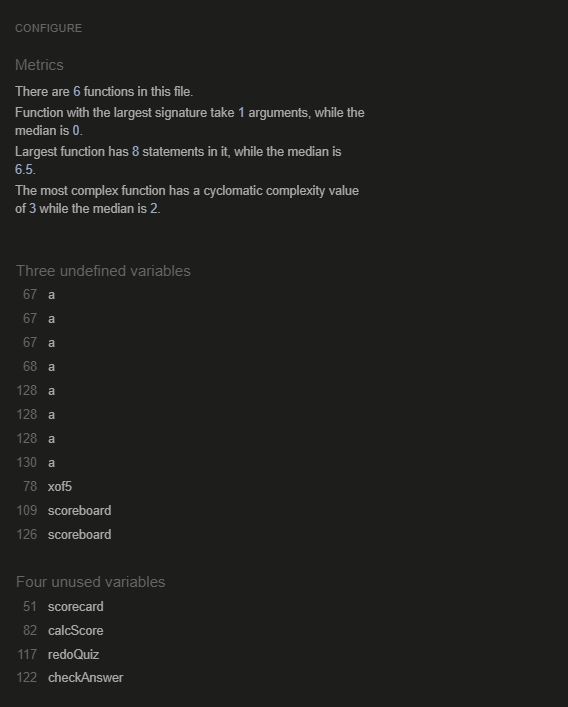 CONFIGURE
Metrics
There are 6 functions in this file.
Function with the largest signature take 1 arguments, while the
median is 0.
Largest function has 8 statements in it, while the median is
6.5.
The most complex function has a cyclomatic complexity value
of 3 while the median is 2.
Three undefined variables
67 a
67 a
67 a
68 a
128 a
128 a
128 a
130 a
78 xof5
109 scoreboard
126 scoreboard
Four unused variables
51 scorecard
82 calcScore
117 redoQuiz
122 checkAnswer